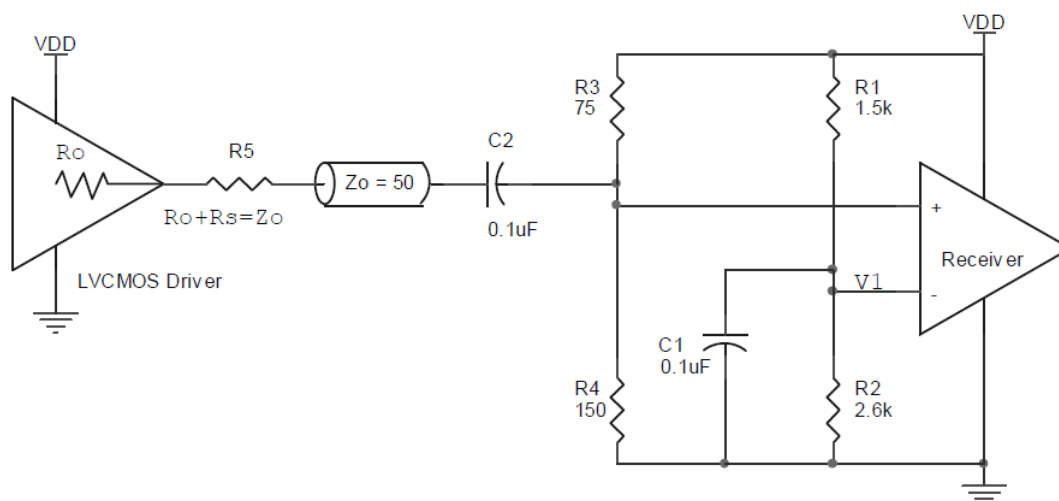 VDD
VDD
R3
75
R1
1.5k
Ro
R5
C2
Zo = 50
Ro+Rs=Zo
0.1uF
+
Receiver
LVCMOS Driver
V1
-
C1
0.1uF
R4
150
R2
2.6k